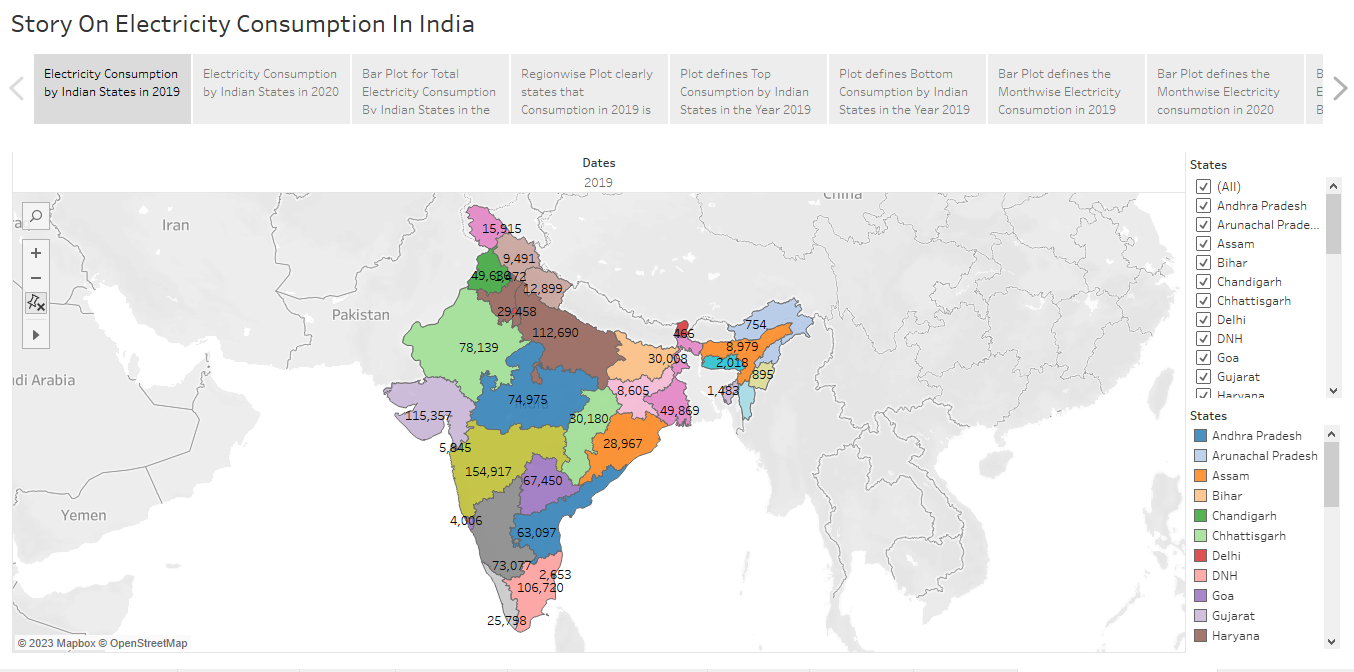 Story On Electricity Consumption In India
Electricity Consumption
by Indian States in 2019
Electricity Consumption
by Indian States in 2020
Bar Plot for Total
Electricity Consumption
By Indian States in the
Regionwise Plot clearly
states that
Consumption in 2019 is
Plot defines Top
Consumption by Indian
States in the Year 2019
Plot defines Bottom
Consumption by Indian
States in the Year 2019
Bar Plot defines the
Monthwise Electricity
Consumption in 2019
Bar Plot defines the
Monthwise Electricity
consumption in 2020
B
E
B
Dates
2019
China
Iran
Pakistan
di Arabia
Yemen
15,915
9,491
49,636
12,899
29,458
112,690
78,139
466
754
8,979
2,018
895
1,483
30,008
8,605
49,869
74,975
115,357
30,180
28,967
5,845
154,917
67,450
4,006
63,097
73,077
2,653
106,720
25,798
© 2023 Mapbox © OpenStreetMap
States
(All)
Andhra Pradesh
Arunachal Prade...
Assam
Bihar
Chandigarh
Chhattisgarh
Delhi
DNH
Goa
Gujarat
Haryana
States
Andhra Pradesh
Arunachal Pradesh
Assam
Bihar
Chandigarh
Chhattisgarh
Delhi
DNH
Goa
Gujarat
Haryana